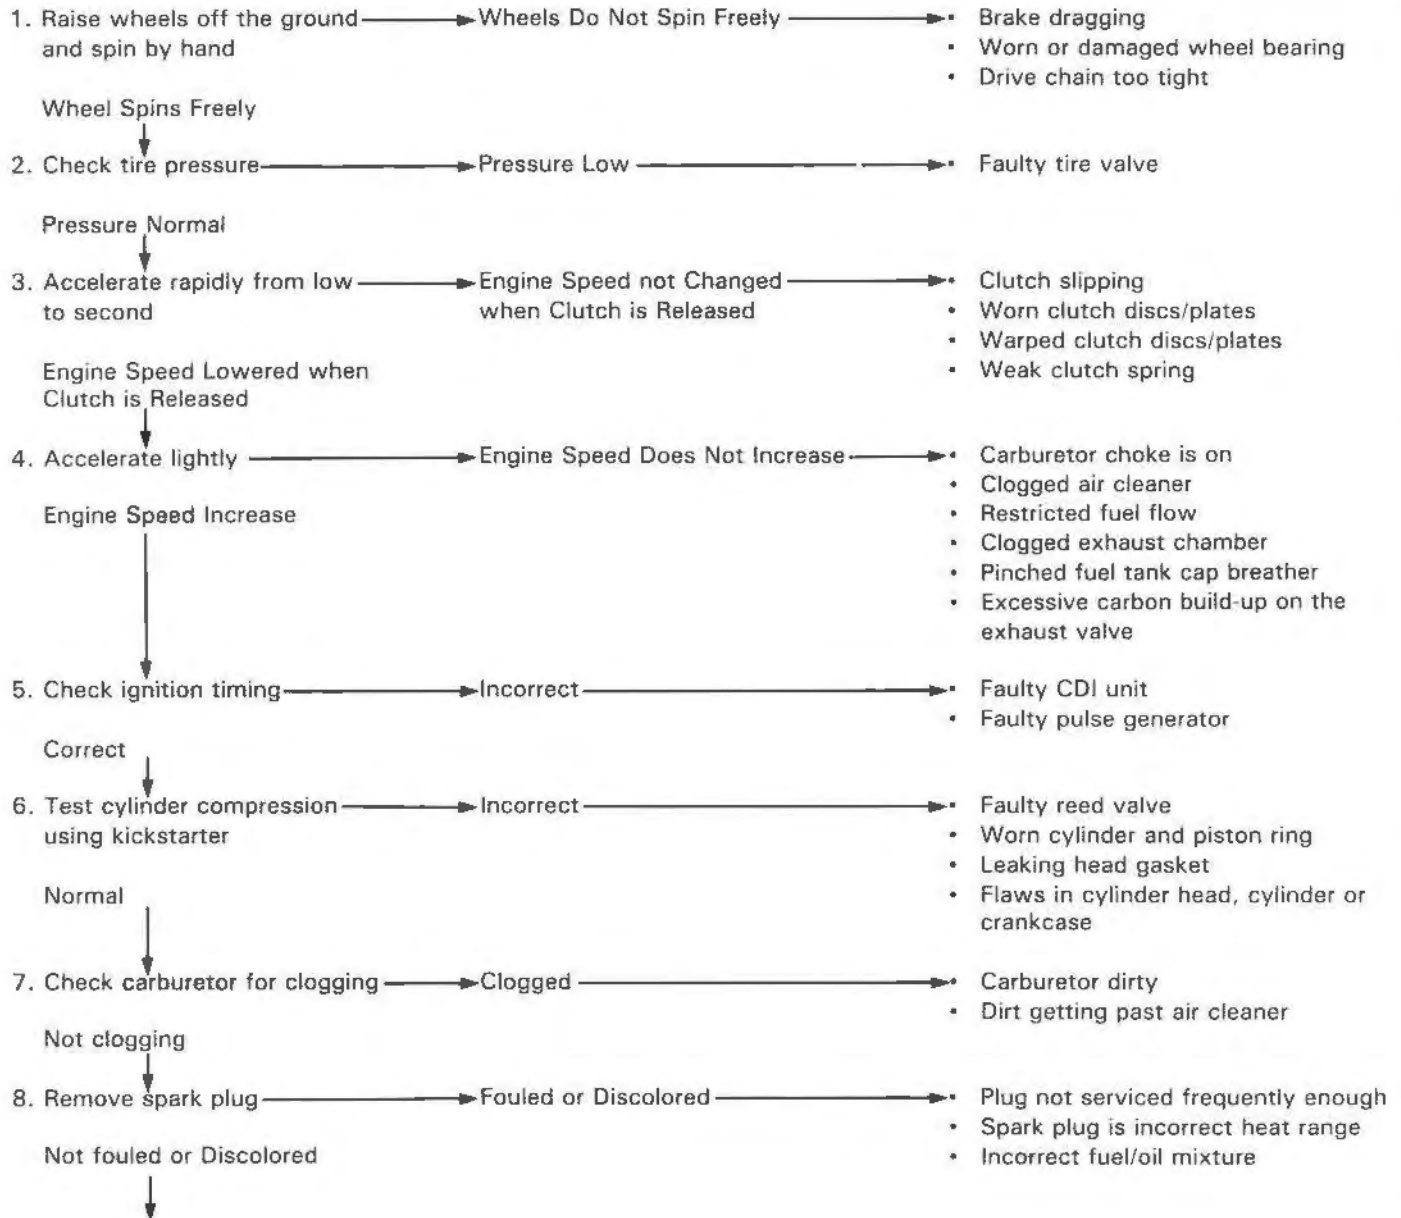 1. Raise wheels off the ground Wheels Do Not Spin Freely • Brake dragging
and spin by hand • Worn or damaged wheel bearing
• Drive chain too tight
Wheel Spins Freely
2. Check tire pressure Pressure Low • Faulty tire valve
Pressure Normal
3. Accelerate rapidly from low Engine Speed not Changed • Clutch slipping
to second when Clutch is Released • Worn clutch discs/plates
• Warped clutch discs/plates
Engine Speed Lowered when • Weak clutch spring
Clutch is Released
4. Accelerate lightly Engine Speed Does Not Increase • Carburetor choke is on
• Clogged air cleaner
Engine Speed Increase • Restricted fuel flow
• Clogged exhaust chamber
• Pinched fuel tank cap breather
• Excessive carbon build-up on the
exhaust valve
5. Check ignition timing Incorrect • Faulty CDI unit
• Faulty pulse generator
Correct
6. Test cylinder compression Incorrect • Faulty reed valve
using kickstarter • Worn cylinder and piston ring
• Leaking head gasket
Normal • Flaws in cylinder head, cylinder or
crankcase
7. Check carburetor for clogging Clogged • Carburetor dirty
• Dirt getting past air cleaner
Not clogging
8. Remove spark plug Fouled or Discolored • Plug not serviced frequently enough
• Spark plug is incorrect heat range
Not fouled or Discolored • Incorrect fuel/oil mixture